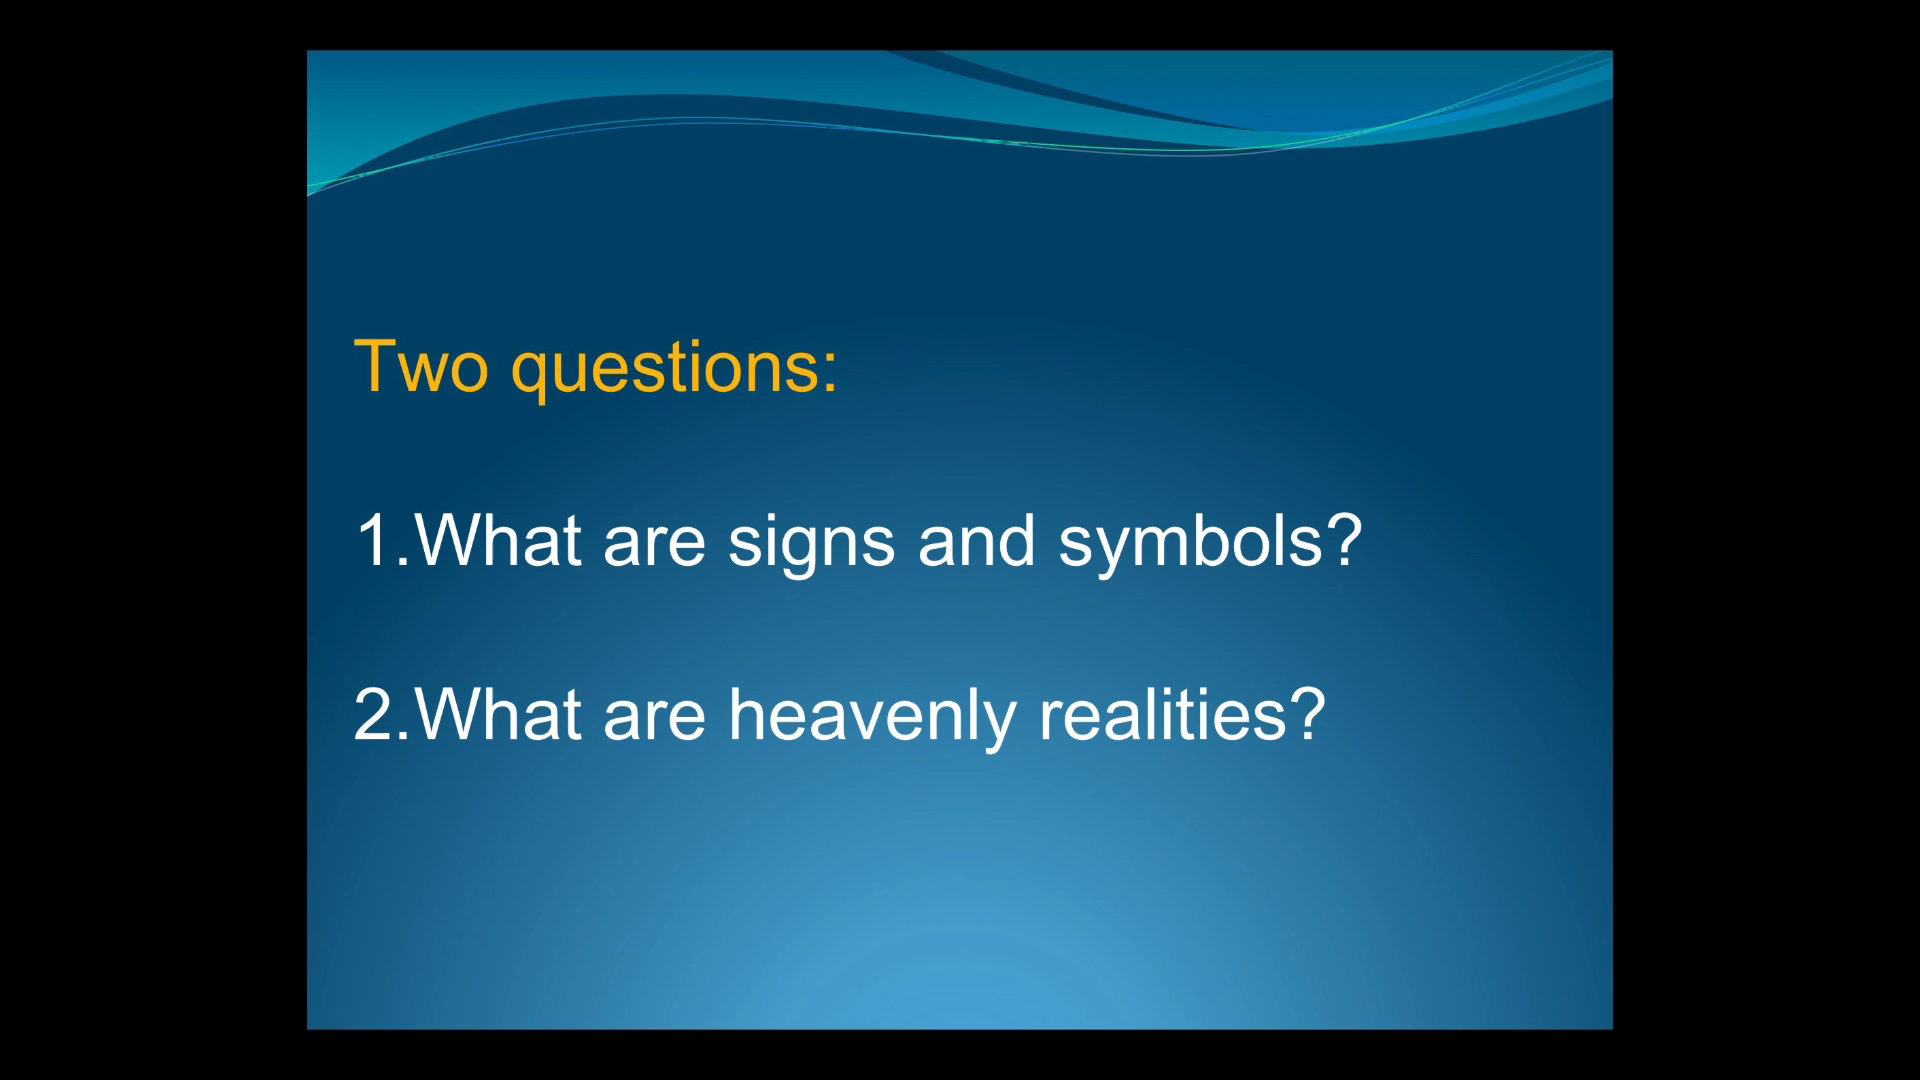 Two questions:
1.What are signs and symbols?
2.What are heavenly realities?